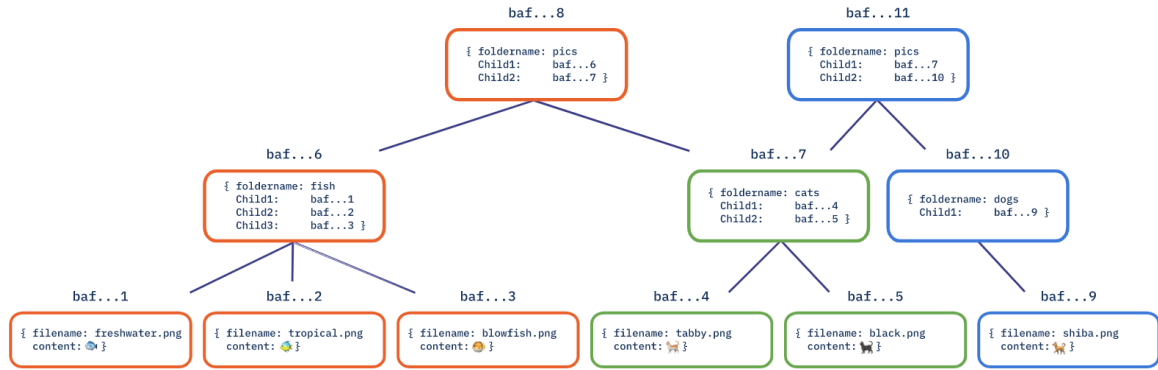 baf...8
baf...11
{ foldername: pics
Child1: baf...6
Child2: baf...7 }
{ foldername: pics
Child1: baf...7
Child2: baf...10 }
baf...6
baf...7
baf...10
{ foldername: fish
Child1: baf...1
Child2: baf...2
Child3: baf...3 }
{ foldername: cats
Child1: baf...4
Child2: baf...5 }
{ foldername: dogs
Child1: baf...9 }
baf...1
baf...2
baf...3
baf...4
baf...5
baf...9
{ filename: freshwater.png
content: }
{ filename: tropical.png
content: }
{ filename: blowfish.png
content: }
{ filename: tabby.png
content: }
{ filename: black.png
content: }
{ filename: shiba.png
content: }